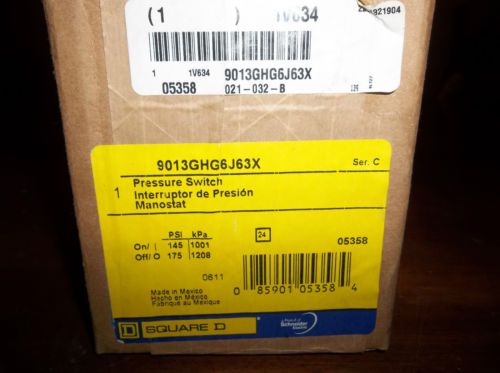 (1 ) 1V634
1 1V634 9013GHG6J63X
05358 021-032-B
9013GHG6J63X Ser. C
1 Pressure Switch
Interruptor de Presión
Manostat
PSI kPa
On/ I 145 1001
Off/ O 175 1208
24
05358
0611
0 85901 05358 4
Made in Mexico
Hecho en México
Fabriqué au Mexique
D SQUARE D
Schneider
Electric